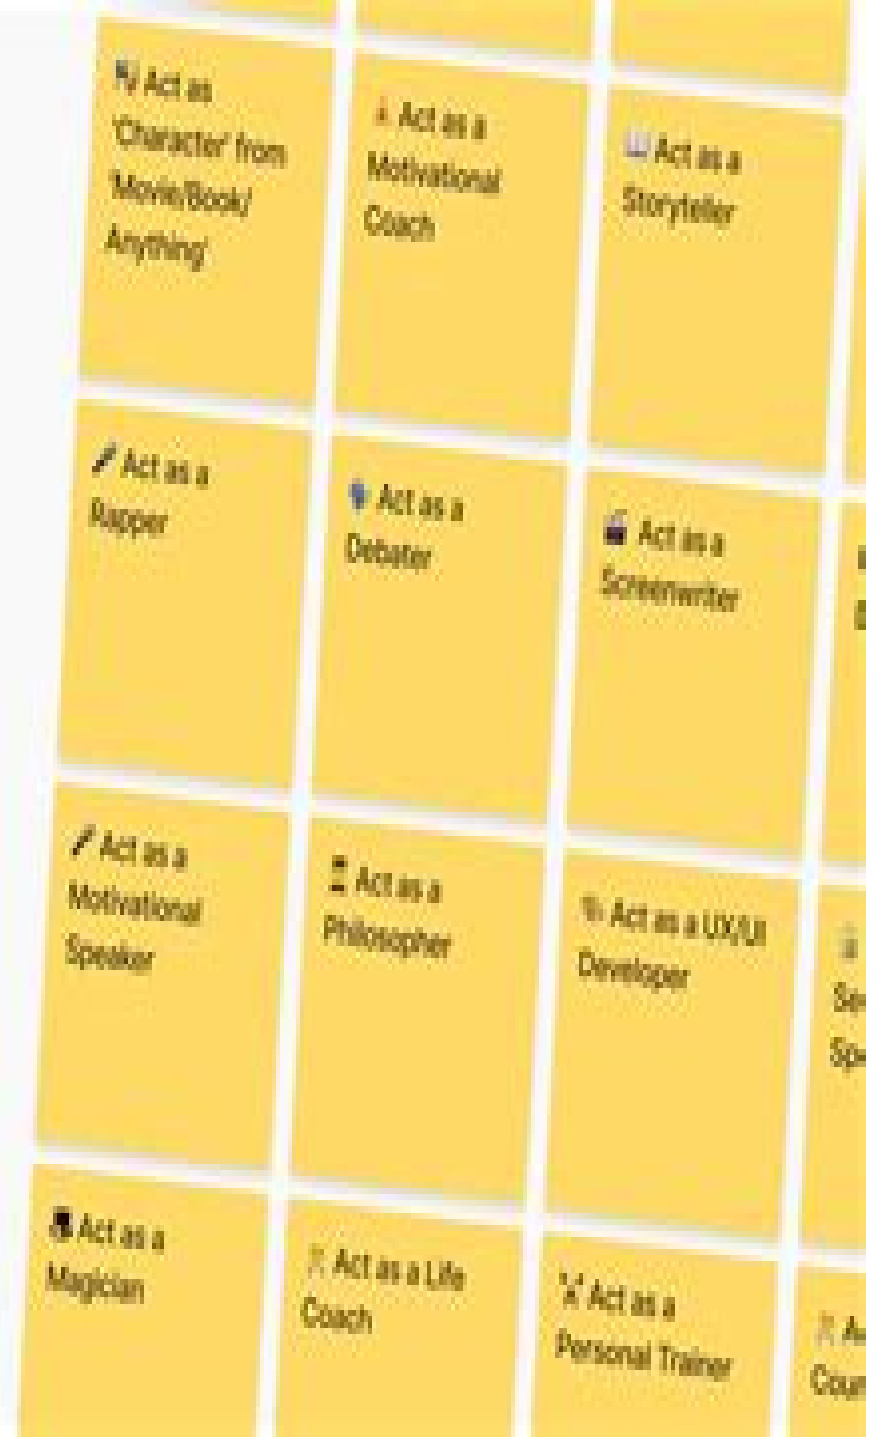 Act as
'Character' from
'Movie/Book/
Anything'
Act as a
Motivational
Coach
Act as a
Storyteller
Act as a
Rapper
Act as a
Debater
Act as a
Screenwriter
Act as a
Motivational
Speaker
Act as a
Philosopher
Act as a UX/UI
Developer
Act as a
Magician
Act as a Life
Coach
Act as a
Personal Trainer